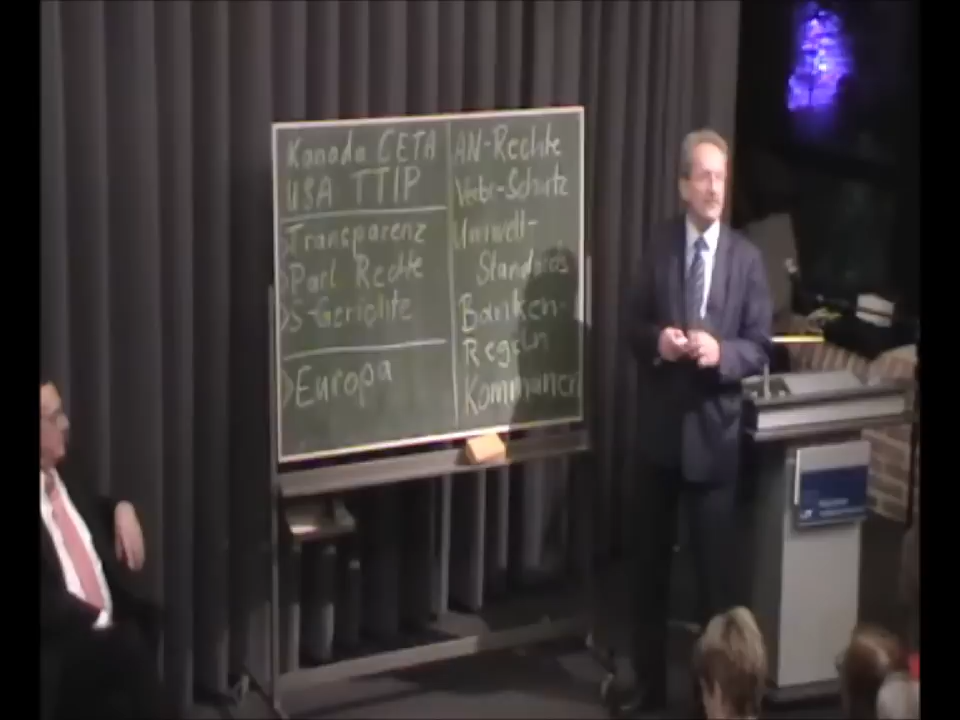 Kanada CETA
USA TTIP
Transparenz
Parl. Rechte
S-Gerichte
Europa
AN-Rechte
Verbr-Schutz
Umwelt-
Standards
Banken-
Regeln
Kommunen